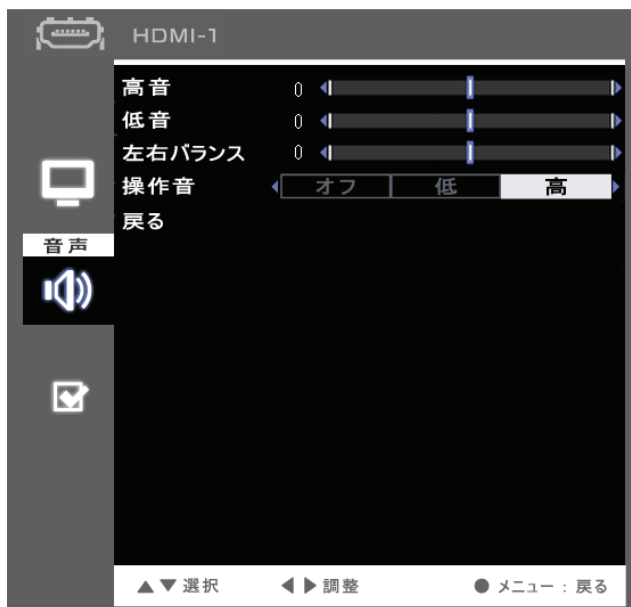 HDMI-1
高音 0
低音 0
左右バランス 0
操作音 オフ 低 高
戻る
音声
▲▼選択 ◀▶調整 ●メニュー：戻る